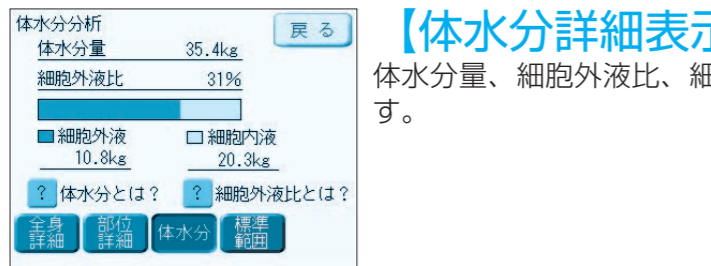 体水分分析
戻る
体水分量 35.4kg
細胞外液比 31%
細胞外液 細胞内液
10.8kg 20.3kg
? 体水分とは? ? 細胞外液比とは?
全身詳細 部位詳細 体水分 標準範囲
【体水分詳細表示
体水分量、細胞外液比、細
す。